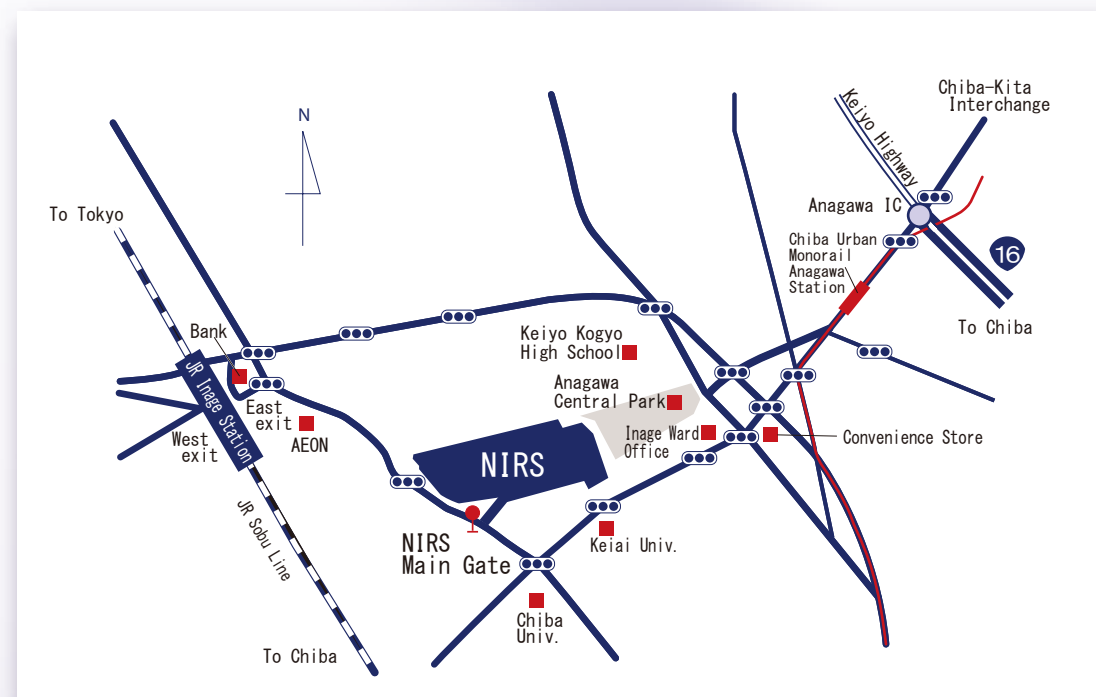 Chiba-Kita
Interchange
Keiyo Highway
N
Anagawa IC
To Tokyo
Chiba Urban
Monorail
Anagawa
Station
16
To Chiba
Bank
Keiyo Kogyo
High School
JR Inage Station
Anagawa
Central Park
East
exit
AEON
West
exit
Inage Ward
Office
Convenience Store
NIRS
JR Sobu Line
NIRS
Main Gate
Keiai Univ.
Chiba
Univ.
To Chiba